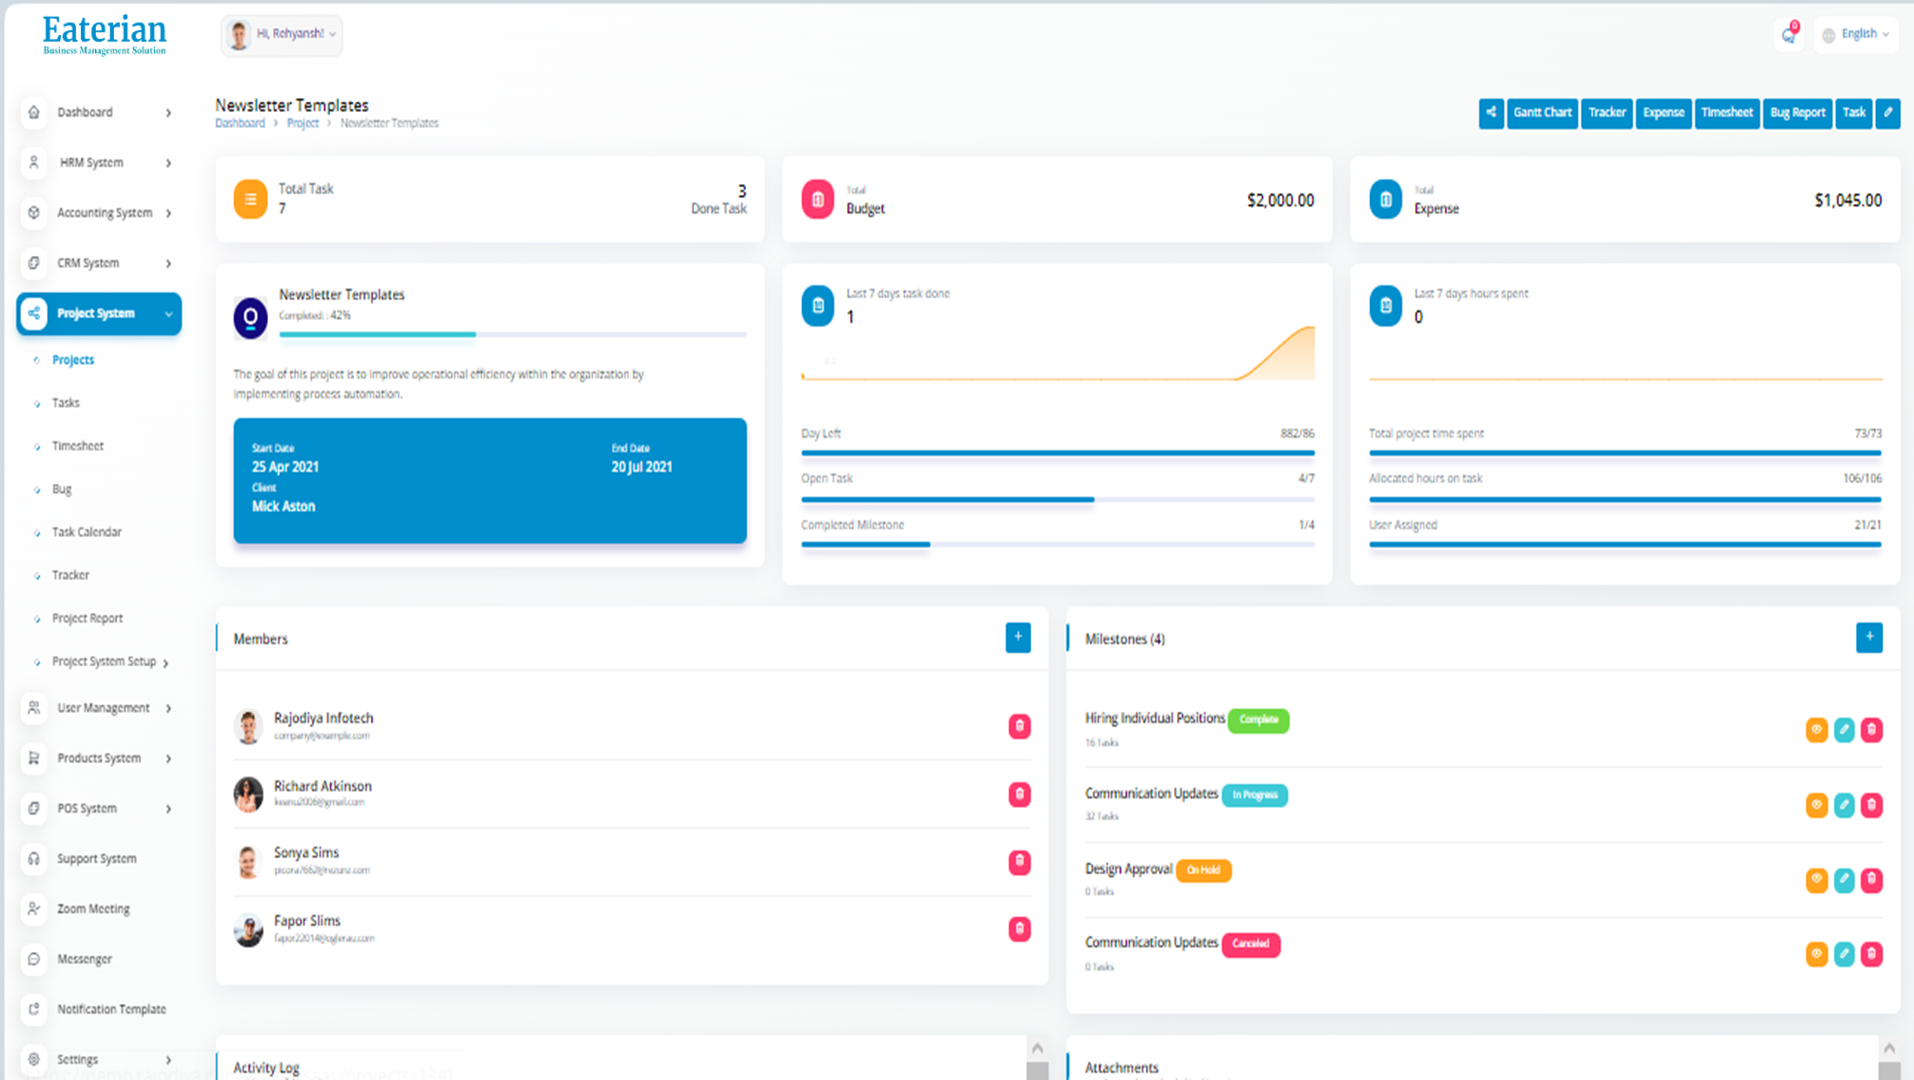 Eaterian
Business Management Solution
Hi, Rehyansh!
0
English
Dashboard
HRM System
Accounting System
CRM System
Project System
Projects
Tasks
Timesheet
Bug
Task Calendar
Tracker
Project Report
Project System Setup
User Management
Products System
POS System
Support System
Zoom Meeting
Messenger
Notification Template
Settings
Newsletter Templates
Dashboard > Project > Newsletter Templates
Gantt Chart
Tracker
Expense
Timesheet
Bug Report
Task
Total Task
7
3
Done Task
Total
Budget
$2,000.00
Total
Expense
$1,045.00
Newsletter Templates
Completed: : 42%
The goal of this project is to improve operational efficiency within the organization by
implementing process automation.
Start Date
25 Apr 2021
End Date
20 Jul 2021
Client
Mick Aston
Last 7 days task done
1
Day Left 882/86
Open Task 4/7
Completed Milestone 1/4
Last 7 days hours spent
0
Total project time spent 73/73
Allocated hours on task 106/106
User Assigned 21/21
Members
+
Rajodiya Infotech
company@example.com
Richard Atkinson
keanu2006@gmail.com
Sonya Sims
Fapor Slims
Milestones (4)
+
Hiring Individual Positions Complete
16 Tasks
Communication Updates In Progress
32 Tasks
Design Approval On Hold
0 Tasks
Communication Updates Canceled
0 Tasks
Activity Log
Attachments